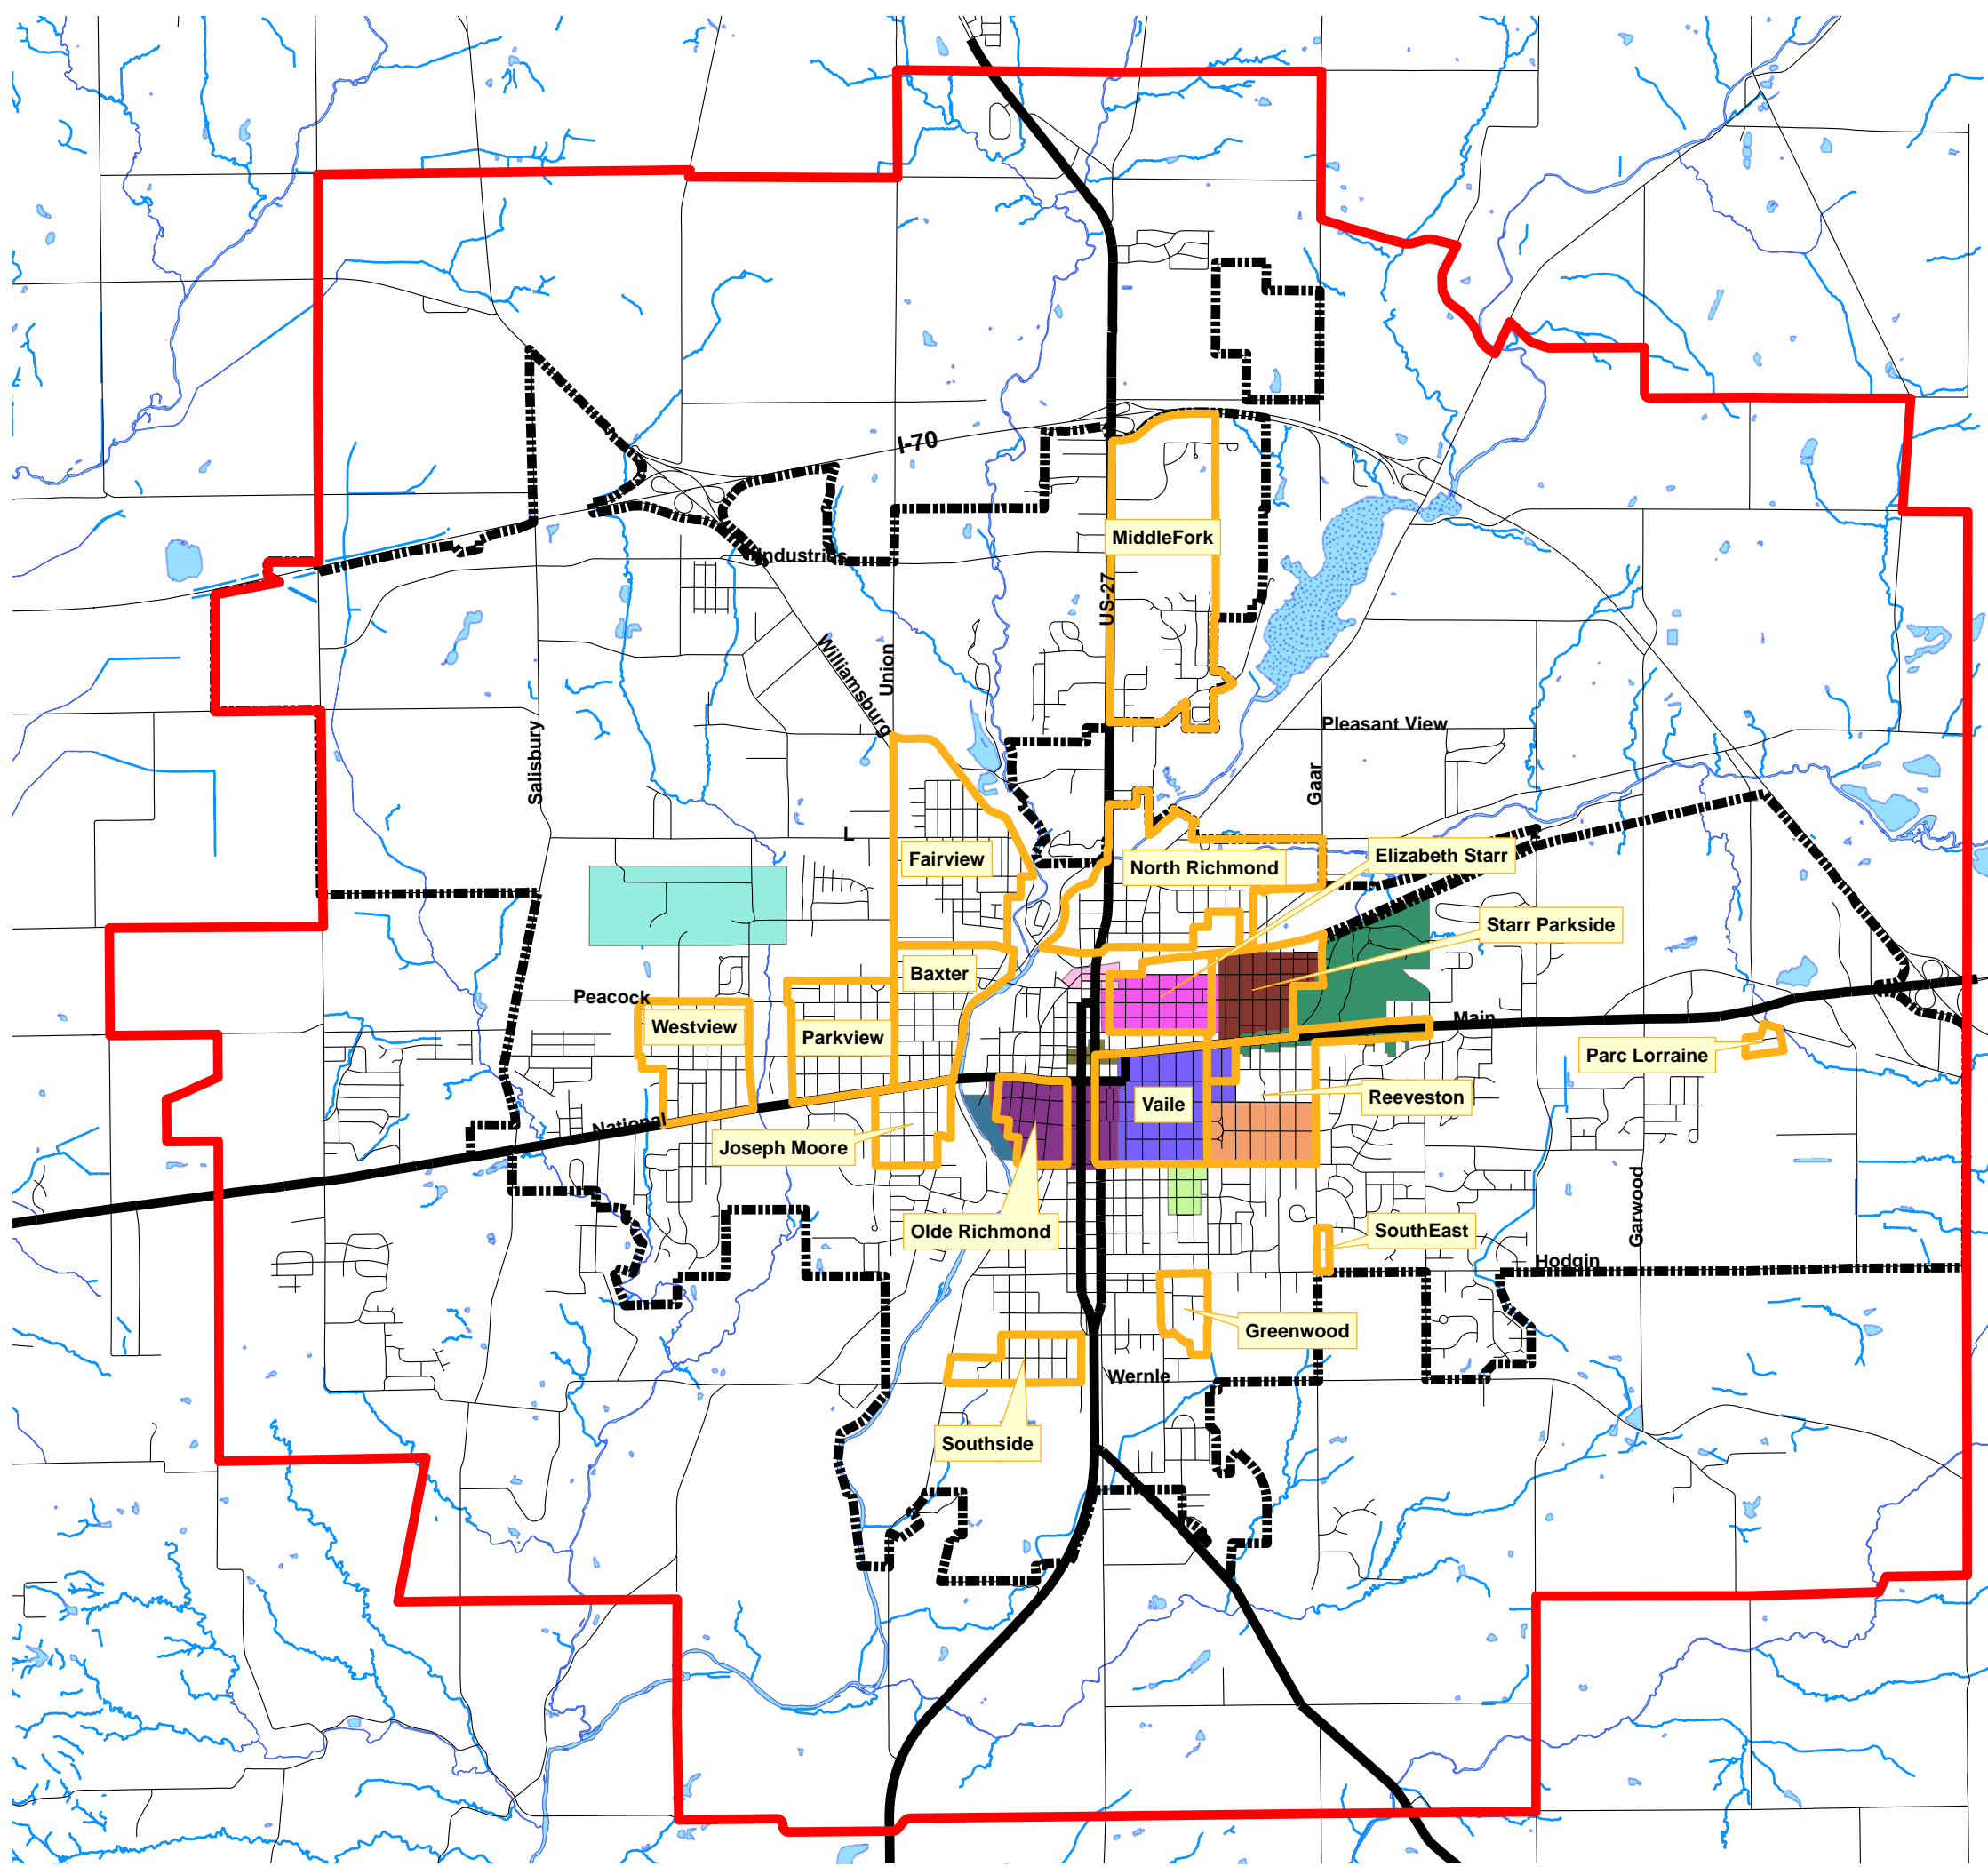 I-70
MiddleFork
Industries
US-27
Williamsburg
Union
Pleasant View
Salisbury
Gaar
L
Fairview
North Richmond
Elizabeth Starr
Starr Parkside
Baxter
Peacock
Westview
Parkview
Main
Parc Lorraine
Reeveston
Vaile
National
Joseph Moore
Garwood
Olde Richmond
SouthEast
Hodgin
Greenwood
Wernle
Southside